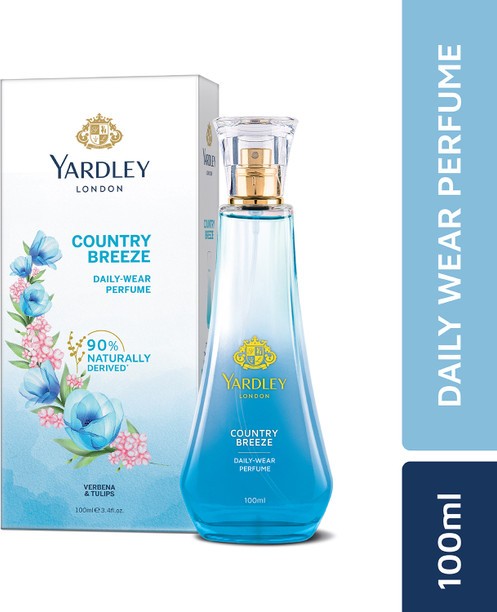 YARDLEY
LONDON
COUNTRY
BREEZE
DAILY-WEAR
PERFUME
90%
NATURALLY
DERIVED*
VERBENA
& TULIPS
100ml e 3.4fl.oz.
COUNTRY
BREEZE
YARDLEY
LONDON
COUNTRY
BREEZE
DAILY-WEAR
PERFUME
100ml
DAILY WEAR PERFUME
100ml